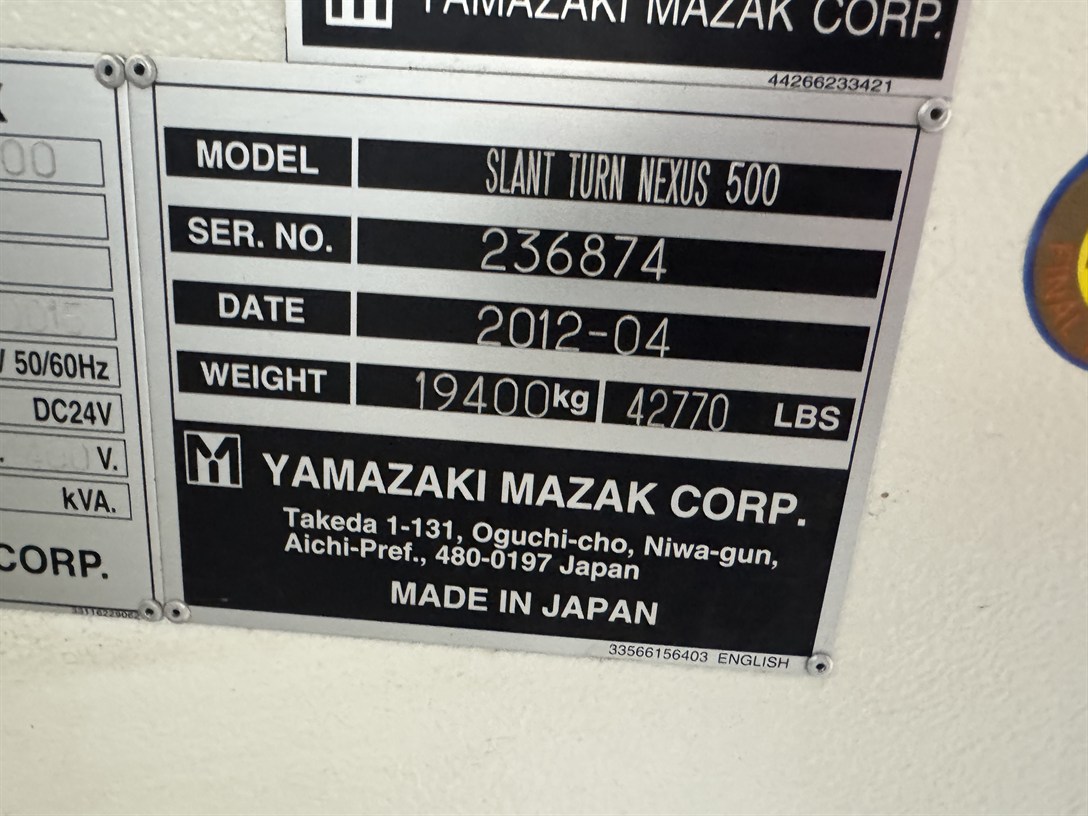 YAMAZAKI MAZAK CORP.
44266233421
MODEL SLANT TURN NEXUS 500
SER. NO. 236874
DATE 2012-04
WEIGHT 19400kg 42770 LBS
YAMAZAKI MAZAK CORP.
Takeda 1-131, Oguchi-cho, Niwa-gun,
Aichi-Pref., 480-0197 Japan
MADE IN JAPAN
33566156403 ENGLISH
50/60Hz
DC24V
V.
kVA.
CORP.
FINAL